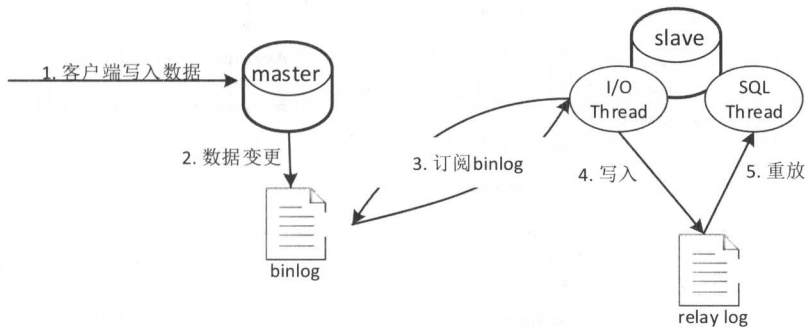 1. 客户端写入数据
master
2. 数据变更
binlog
3. 订阅binlog
slave
I/O
Thread
SQL
Thread
4. 写入
5. 重放
relay log